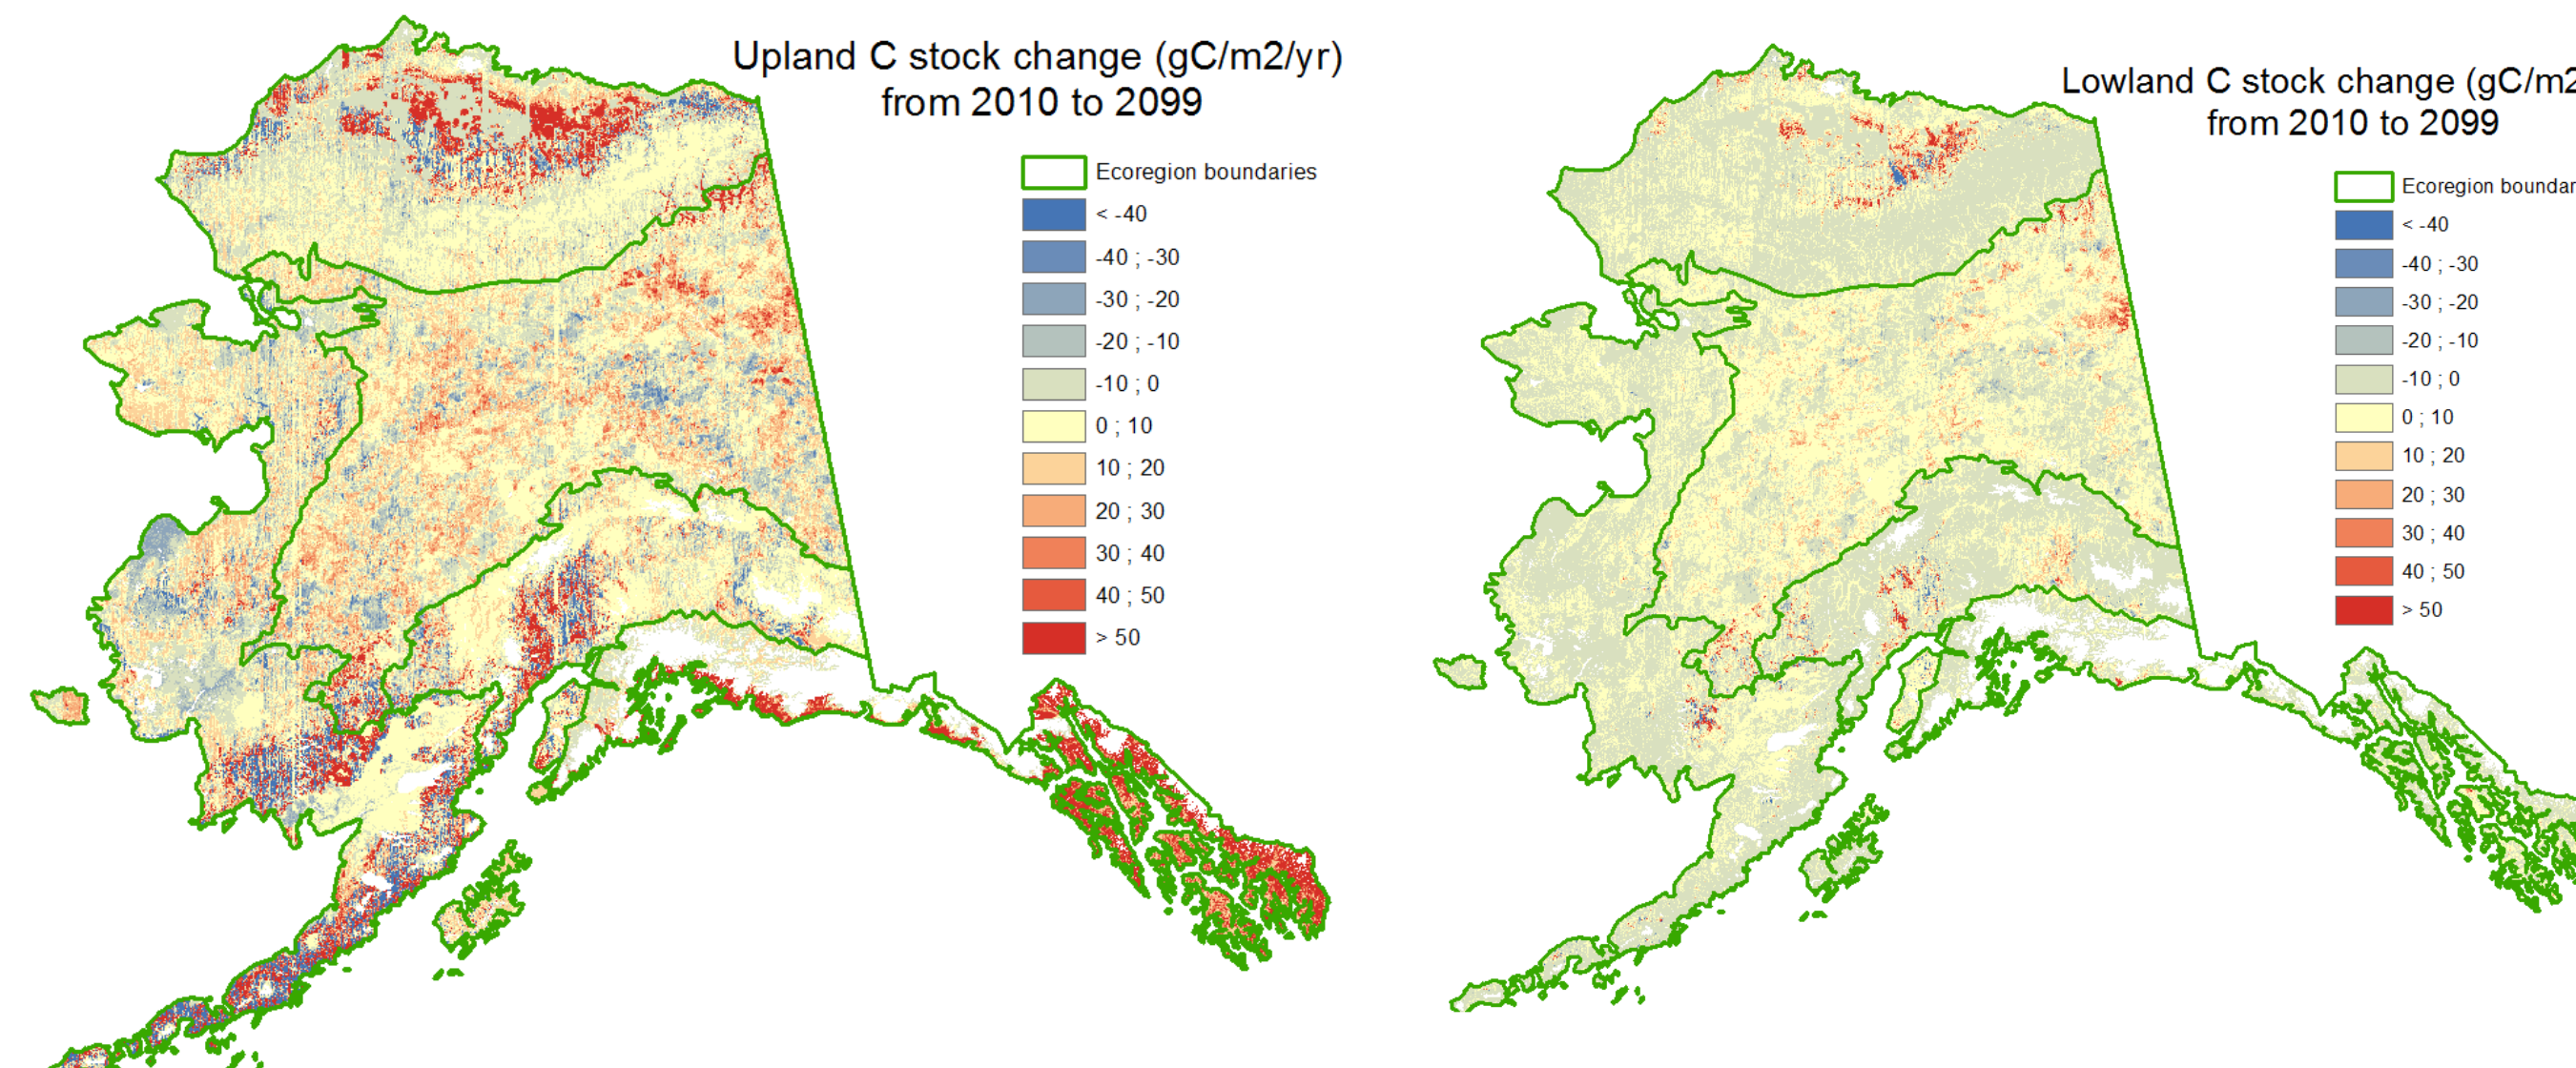 Upland C stock change (gC/m2/yr)
from 2010 to 2099
Ecoregion boundaries
< -40
-40 ; -30
-30 ; -20
-20 ; -10
-10 ; 0
0 ; 10
10 ; 20
20 ; 30
30 ; 40
40 ; 50
> 50
Lowland C stock change (gC/m2
from 2010 to 2099
Ecoregion boundar
< -40
-40 ; -30
-30 ; -20
-20 ; -10
-10 ; 0
0 ; 10
10 ; 20
20 ; 30
30 ; 40
40 ; 50
> 50